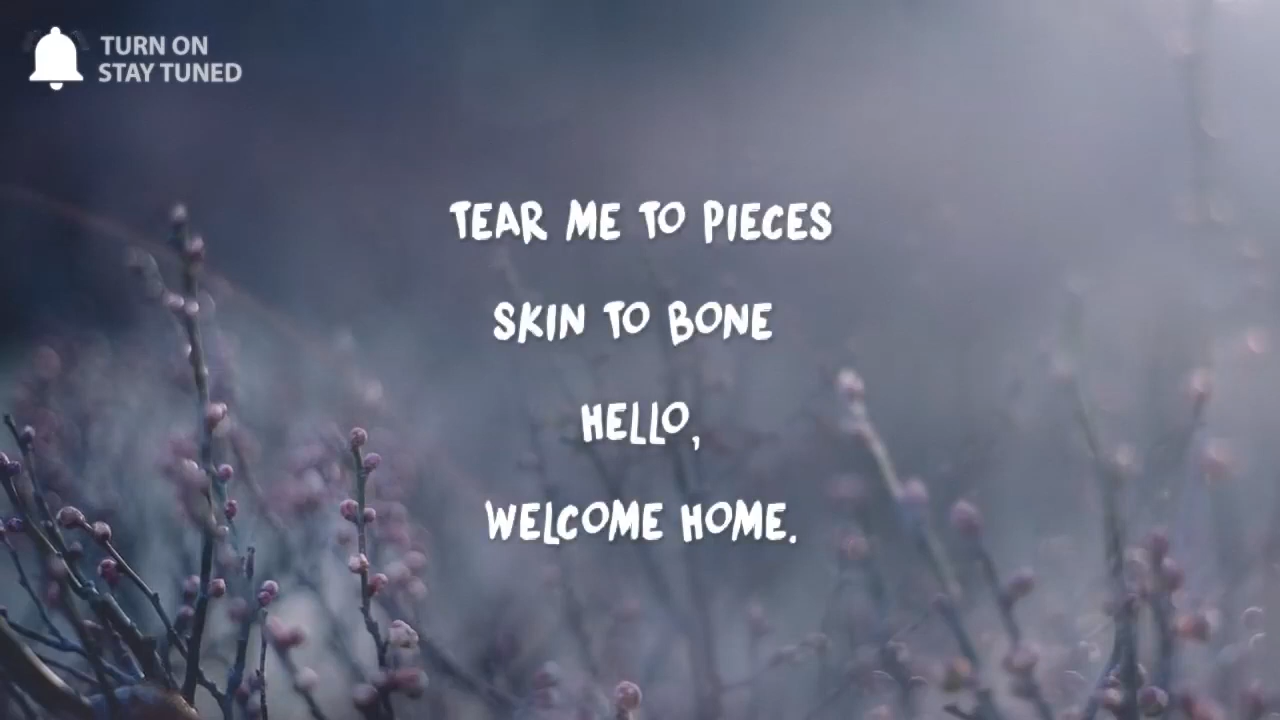 TURN ON
STAY TUNED
TEAR ME TO PIECES
SKIN TO BONE
HELLO,
WELCOME HOME.